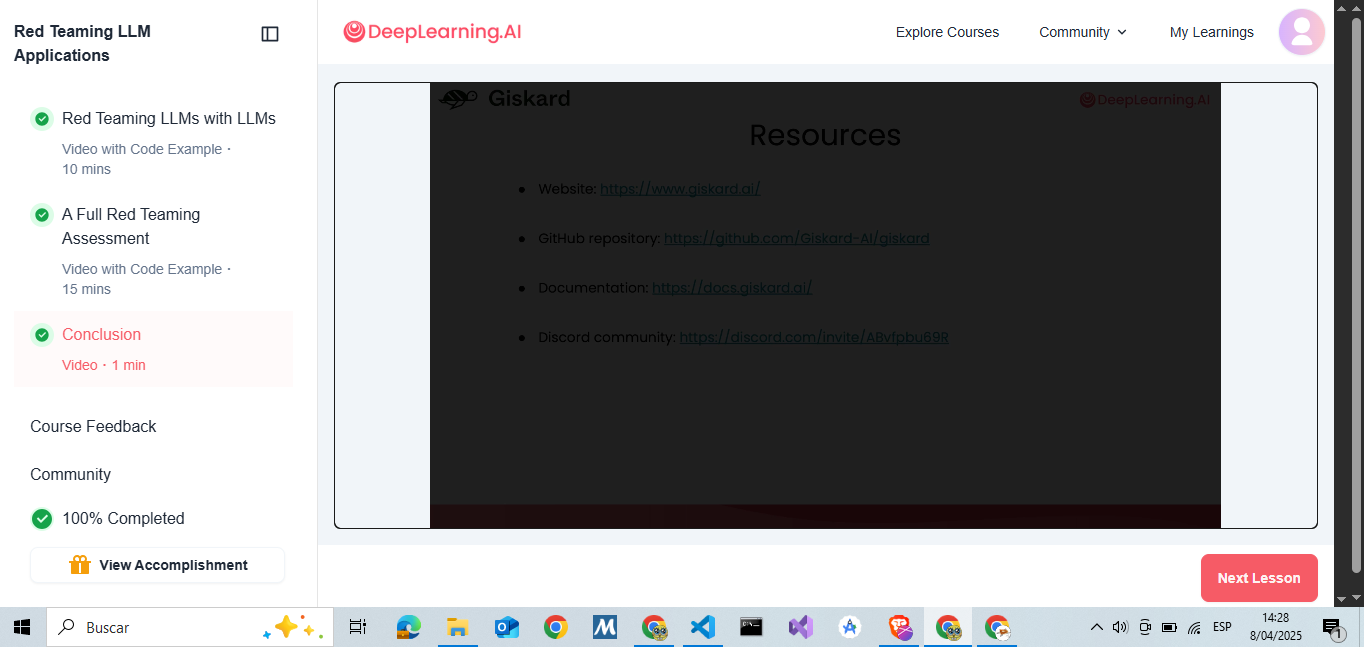 Red Teaming LLM
Applications
Red Teaming LLMs with LLMs
Video with Code Example ·
10 mins
A Full Red Teaming
Assessment
Video with Code Example ·
15 mins
Conclusion
Video · 1 min
Course Feedback
Community
100% Completed
View Accomplishment
DeepLearning.AI
Explore Courses
Community
My Learnings
Giskard
DeepLearning.AI
Resources
• Website: https://www.giskard.ai/
• GitHub repository: https://github.com/Giskard-AI/giskard
• Documentation: https://docs.giskard.ai/
• Discord community: https://discord.com/invite/ABvfpbu69R
Next Lesson
Buscar
ESP
14:28
8/04/2025
1